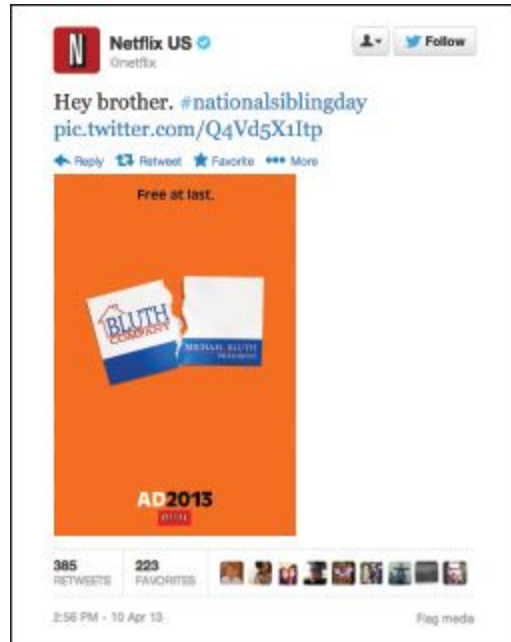 N
Netflix US
@netflix
Follow
Hey brother. #nationalsiblingday
pic.twitter.com/Q4Vd5X1Itp
Reply Retweet Favorite More
Free at last.
BLUTH
COMPANY
MICHAEL BLUTH
PRESIDENT
AD2013
385 223
RETWEETS FAVORITES
2:56 PM - 10 Apr 13
Flag media